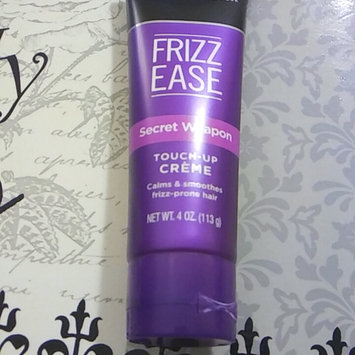 FRIZZ
EASE
Secret Weapon
TOUCH-UP
CRÈME
Calms & smoothes
frizz-prone hair
NET WT. 4 OZ. (113 g)